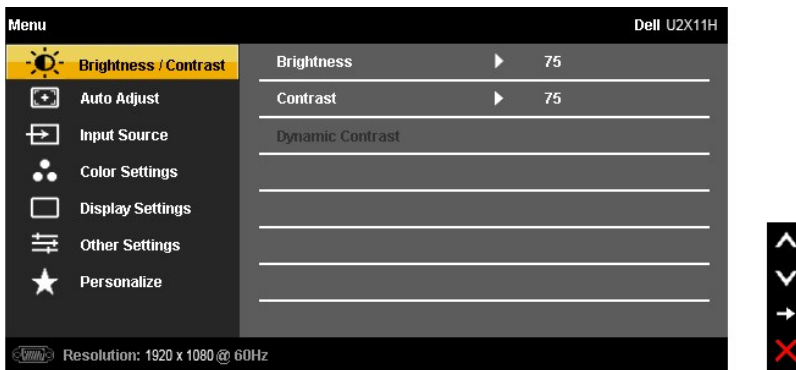 Menu Dell U2X11H
Brightness / Contrast Brightness 75
Auto Adjust Contrast 75
Input Source Dynamic Contrast
Color Settings
Display Settings
Other Settings
Personalize
Resolution: 1920 x 1080 @ 60Hz